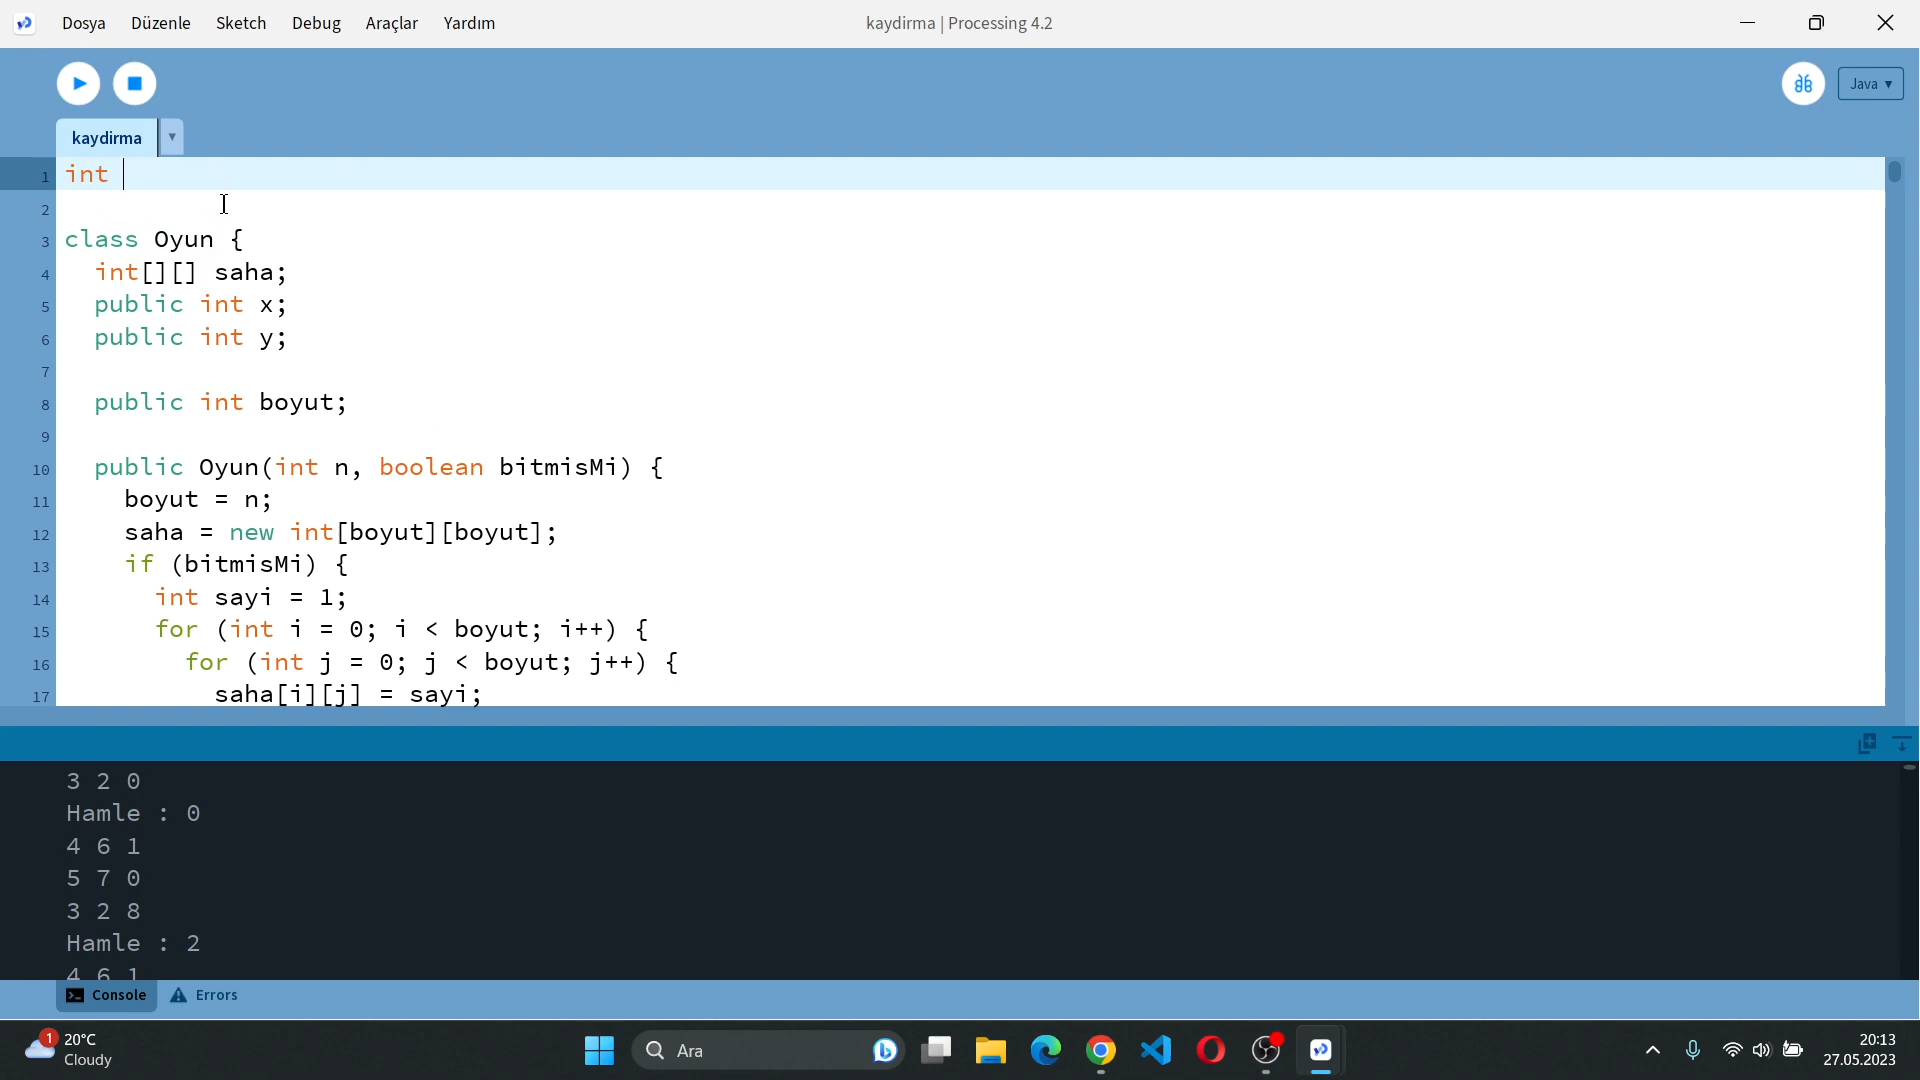 Dosya Düzenle Sketch Debug Araçlar Yardım kaydirma | Processing 4.2
Java ▾
kaydirma ▾
1 int
2
3 class Oyun {
4 int[][] saha;
5 public int x;
6 public int y;
7
8 public int boyut;
9
10 public Oyun(int n, boolean bitmisMi) {
11 boyut = n;
12 saha = new int[boyut][boyut];
13 if (bitmisMi) {
14 int sayi = 1;
15 for (int i = 0; i < boyut; i++) {
16 for (int j = 0; j < boyut; j++) {
17 saha[i][j] = sayi;
3 2 0
Hamle : 0
4 6 1
5 7 0
3 2 8
Hamle : 2
4 6 1
Console Errors
1 20°C
Cloudy
Ara
20:13
27.05.2023